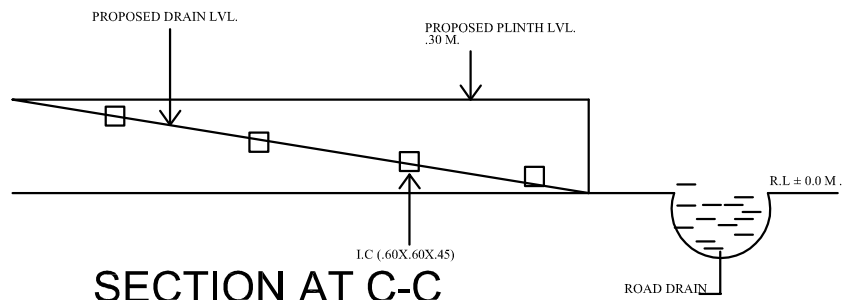 PROPOSED DRAIN LVL.
PROPOSED PLINTH LVL.
.30 M.
R.L ± 0.0 M .
I.C (.60X.60X.45)
SECTION AT C-C
ROAD DRAIN